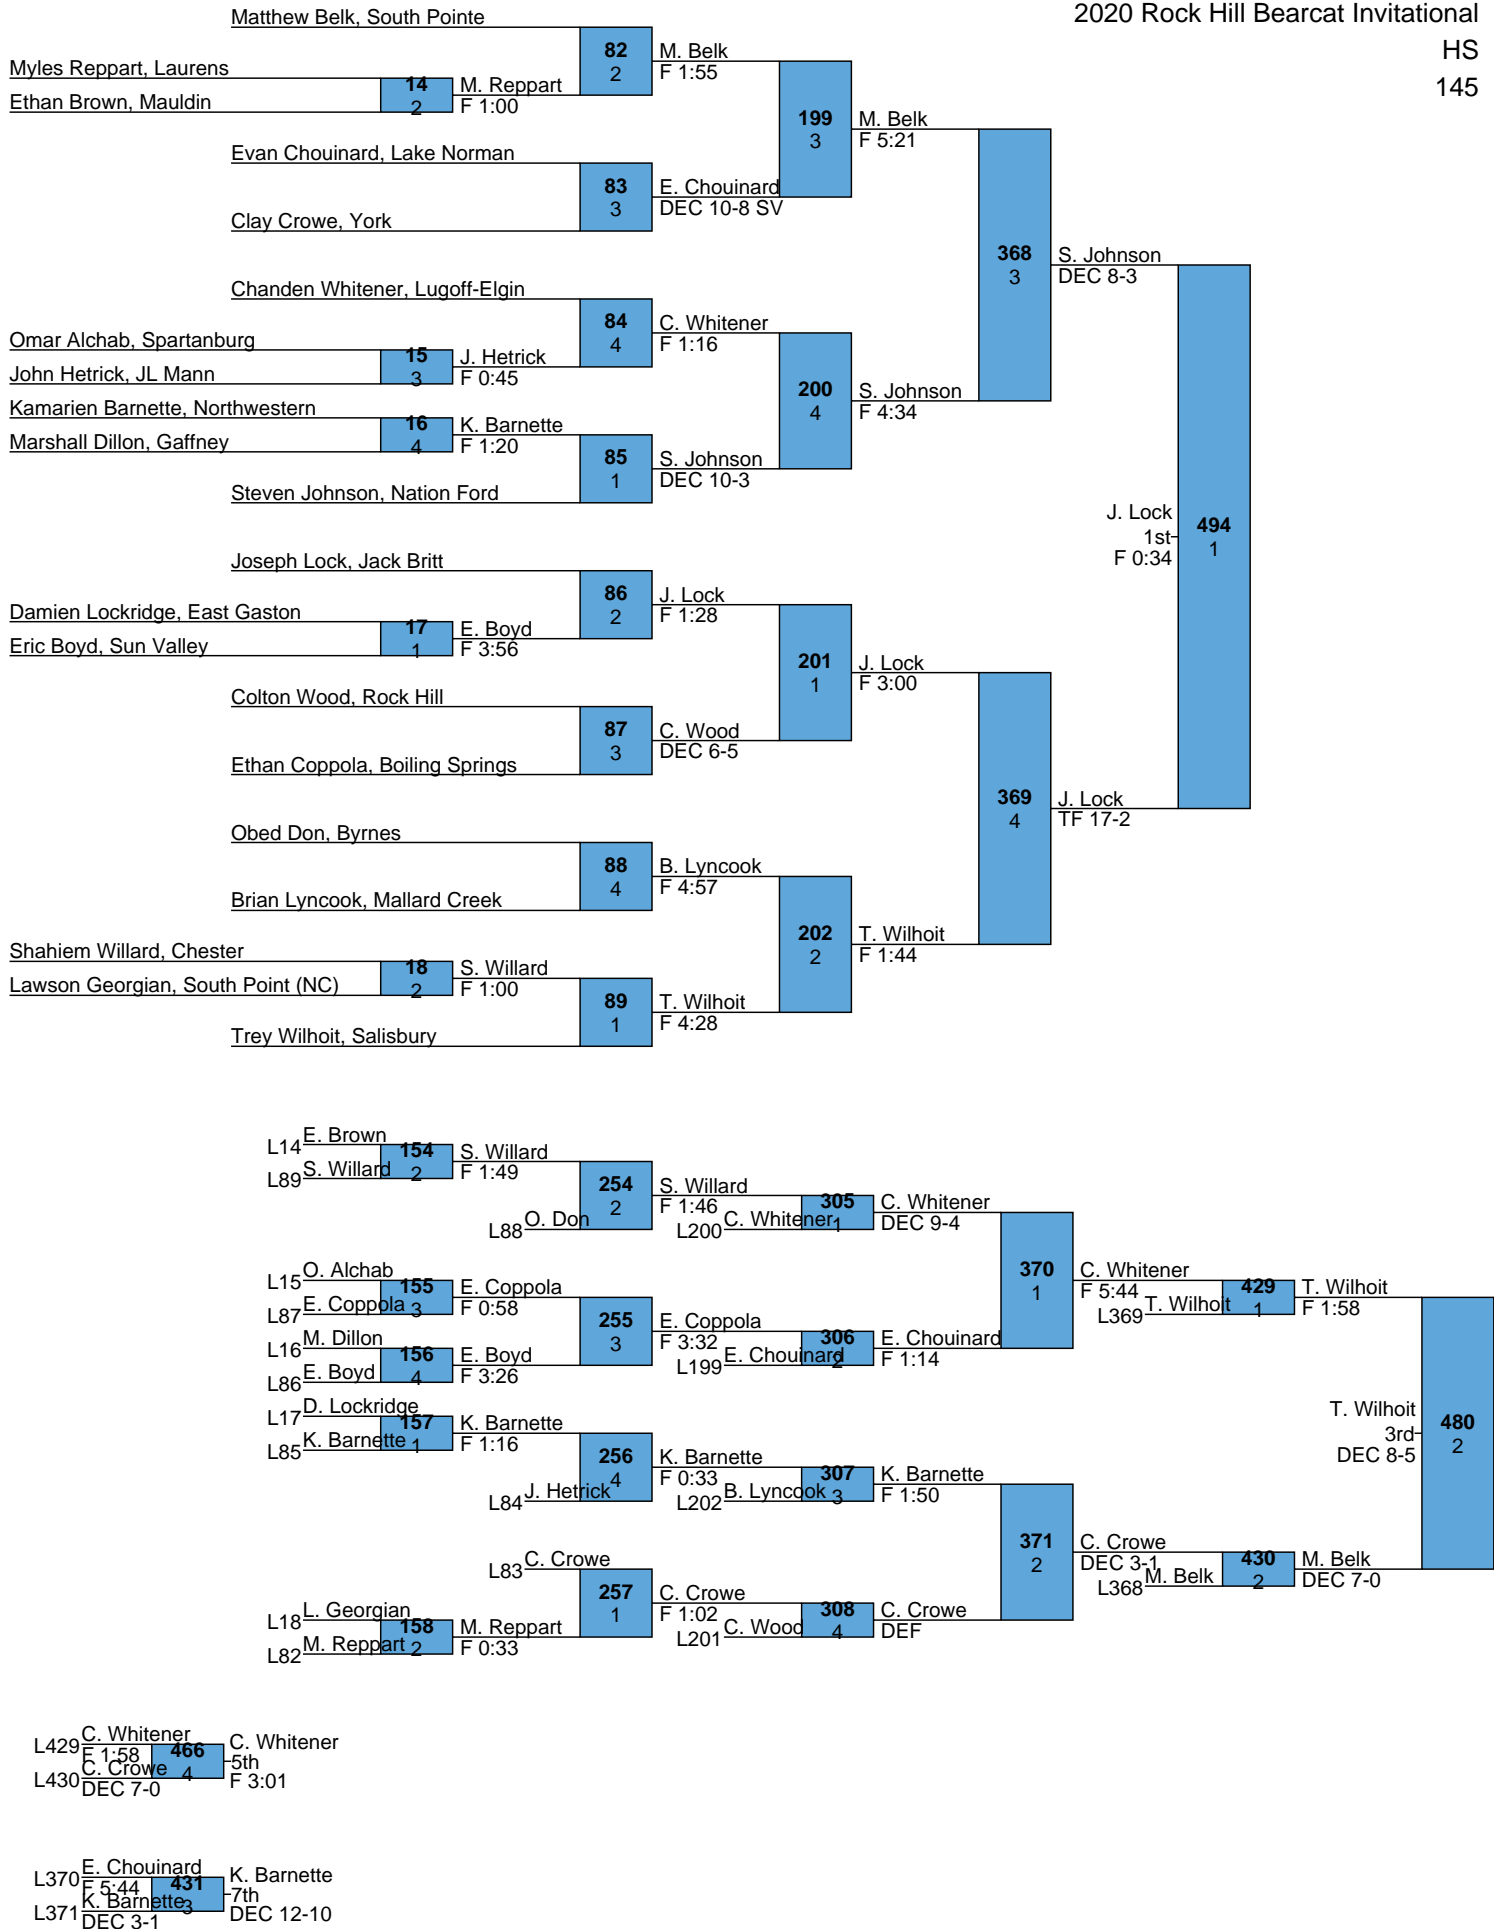 2020 Rock Hill Bearcat Invitational
HS
145
Matthew Belk, South Pointe
82
2
M. Belk
F 1:55
Myles Reppart, Laurens
Ethan Brown, Mauldin
14
2
M. Reppart
F 1:00
199
3
M. Belk
F 5:21
Evan Chouinard, Lake Norman
83
3
E. Chouinard
DEC 10-8 SV
Clay Crowe, York
368
3
S. Johnson
DEC 8-3
Chanden Whitener, Lugoff-Elgin
84
4
C. Whitener
F 1:16
Omar Alchab, Spartanburg
John Hetrick, JL Mann
15
3
J. Hetrick
F 0:45
200
4
S. Johnson
F 4:34
Kamarien Barnette, Northwestern
Marshall Dillon, Gaffney
16
4
K. Barnette
F 1:20
85
1
S. Johnson
DEC 10-3
Steven Johnson, Nation Ford
J. Lock
1st
F 0:34
494
1
Joseph Lock, Jack Britt
86
2
J. Lock
F 1:28
Damien Lockridge, East Gaston
Eric Boyd, Sun Valley
17
1
E. Boyd
F 3:56
201
1
J. Lock
F 3:00
Colton Wood, Rock Hill
87
3
C. Wood
DEC 6-5
Ethan Coppola, Boiling Springs
369
4
J. Lock
TF 17-2
Obed Don, Byrnes
88
4
B. Lyncook
F 4:57
Brian Lyncook, Mallard Creek
202
2
T. Wilhoit
F 1:44
Shahiem Willard, Chester
Lawson Georgian, South Point (NC)
18
2
S. Willard
F 1:00
89
1
T. Wilhoit
F 4:28
Trey Wilhoit, Salisbury
L14 E. Brown
L89 S. Willard
154
2
S. Willard
F 1:49
254
2
S. Willard
F 1:46
L88 O. Don
L200 C. Whitener
305
1
C. Whitener
DEC 9-4
L15 O. Alchab
L87 E. Coppola
155
3
E. Coppola
F 0:58
370
1
C. Whitener
F 5:44
L369 T. Wilhoit
429
1
T. Wilhoit
F 1:58
255
3
E. Coppola
F 3:32
L16 M. Dillon
L86 E. Boyd
156
4
E. Boyd
F 3:26
L199 E. Chouinard
306
2
E. Chouinard
F 1:14
L17 D. Lockridge
L85 K. Barnette
157
1
K. Barnette
F 1:16
T. Wilhoit
3rd
DEC 8-5
480
2
256
4
K. Barnette
F 0:33
L84 J. Hetrick
L202 B. Lyncook
307
3
K. Barnette
F 1:50
371
2
C. Crowe
DEC 3-1
L368 M. Belk
430
2
M. Belk
DEC 7-0
L83 C. Crowe
257
1
C. Crowe
F 1:02
L18 L. Georgian
L82 M. Reppart
158
2
M. Reppart
F 0:33
L201 C. Wood
308
4
C. Crowe
DEF
L429 C. Whitener
F 1:58
L430 C. Crowe
DEC 7-0
466
4
C. Whitener
5th
F 3:01
L370 E. Chouinard
F 5:44
L371 K. Barnette
DEC 3-1
431
3
K. Barnette
7th
DEC 12-10